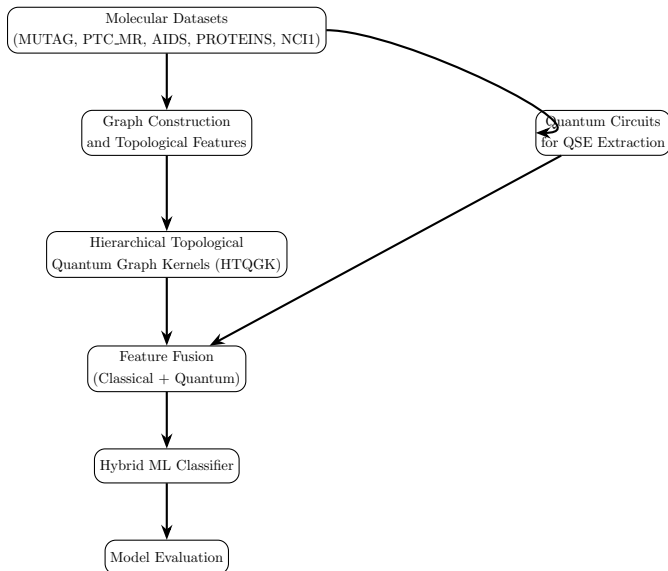 Molecular Datasets
(MUTAG, PTC_MR, AIDS, PROTEINS, NCI1)
Graph Construction
and Topological Features
Quantum Circuits
for QSE Extraction
Hierarchical Topological
Quantum Graph Kernels (HTQGK)
Feature Fusion
(Classical + Quantum)
Hybrid ML Classifier
Model Evaluation